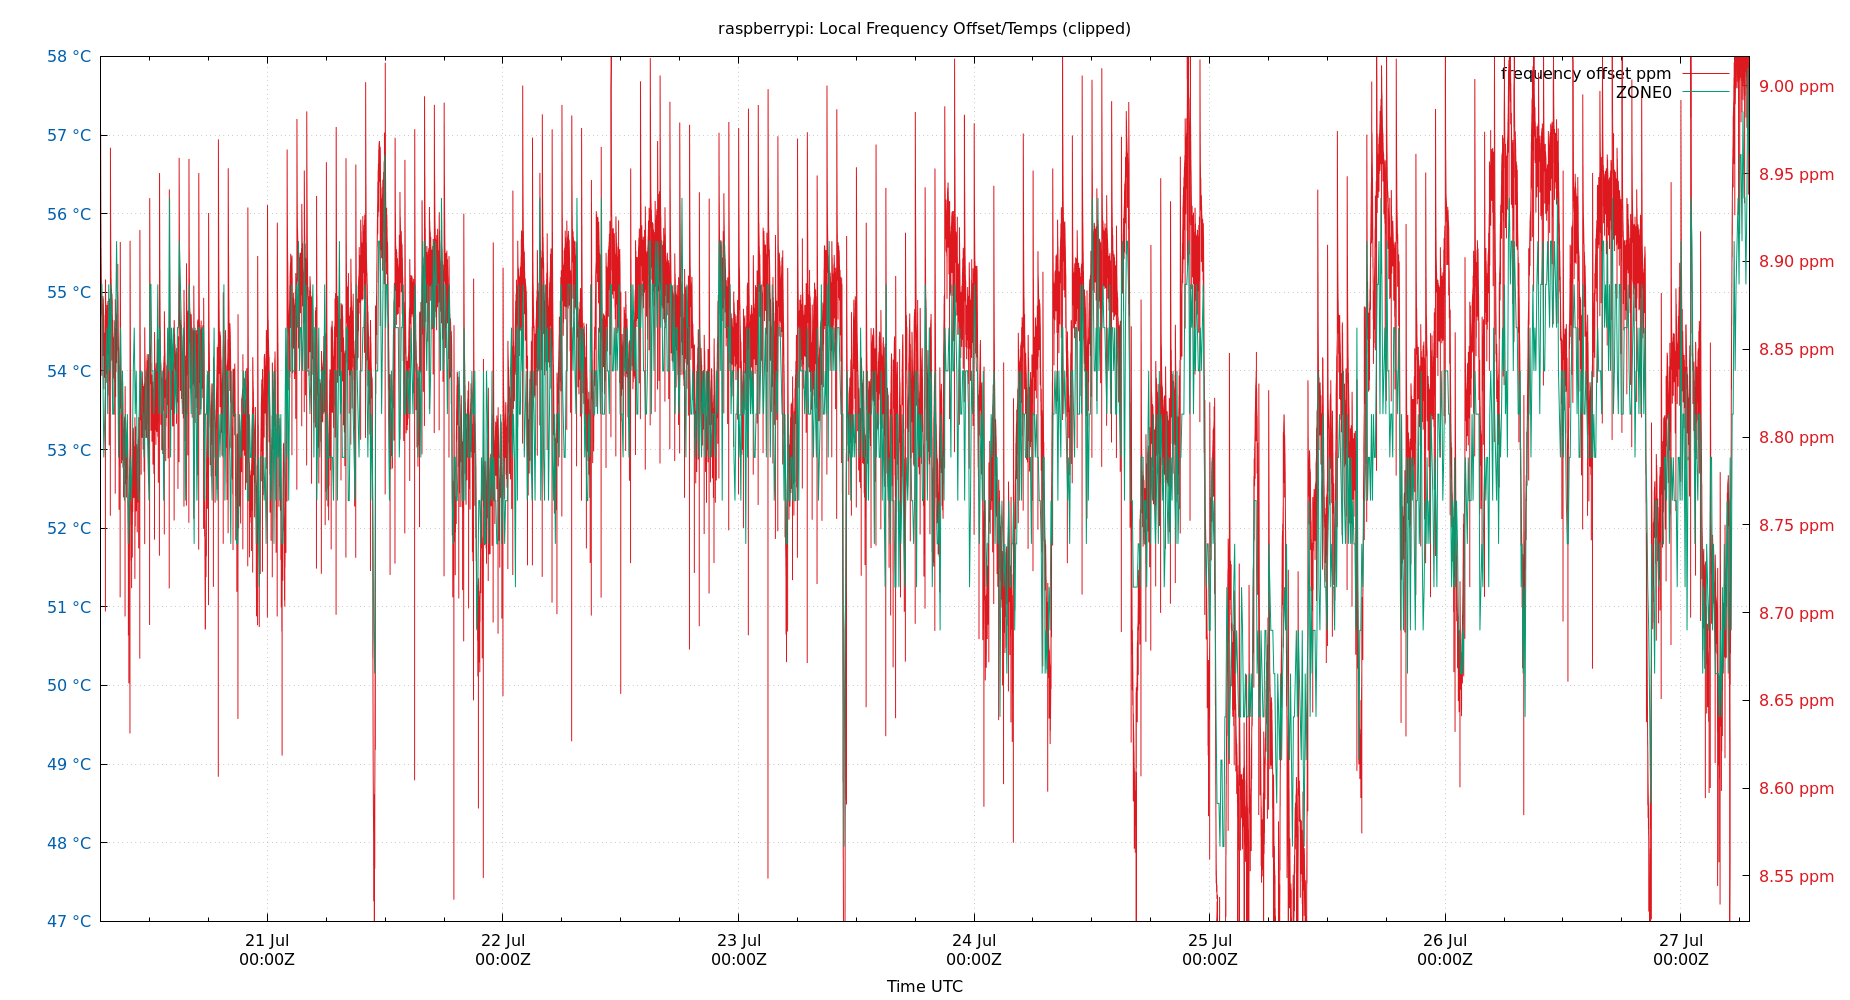 raspberrypi: Local Frequency Offset/Temps (clipped)
58 °C
57 °C
56 °C
55 °C
54 °C
53 °C
52 °C
51 °C
50 °C
49 °C
48 °C
47 °C
frequency offset ppm
ZONE0
9.00 ppm
8.95 ppm
8.90 ppm
8.85 ppm
8.80 ppm
8.75 ppm
8.70 ppm
8.65 ppm
8.60 ppm
8.55 ppm
21 Jul
00:00Z
22 Jul
00:00Z
23 Jul
00:00Z
24 Jul
00:00Z
25 Jul
00:00Z
26 Jul
00:00Z
27 Jul
00:00Z
Time UTC